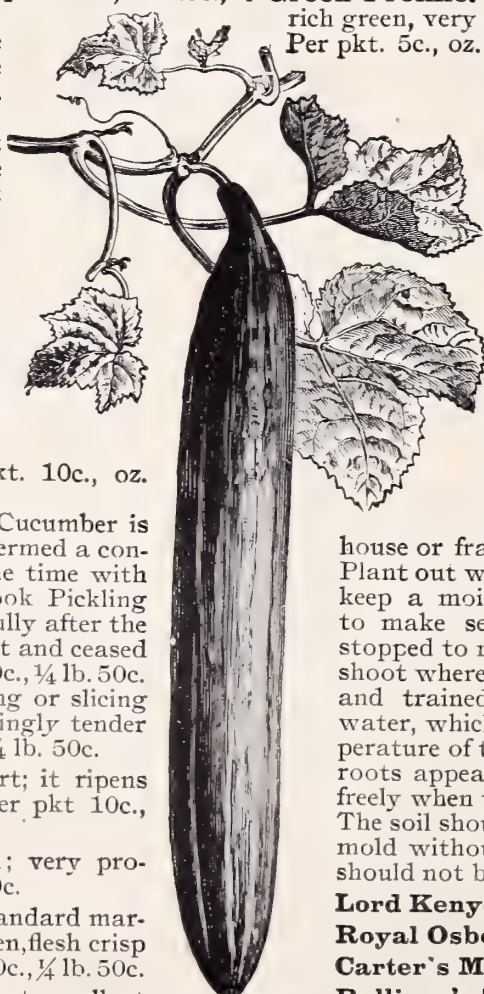 rich green, very
Per pkt. 5c., oz.
kt. 10c., oz.
Cucumber is
ermed a con-
e time with
ok Pickling
ully after the
t and ceased
c., ¼ lb. 50c.
ng or slicing
ingly tender
¼ lb. 50c.
rt; it ripens
er pkt 10c.,
; very pro-
c.
andard mar-
en, flesh crisp
0c., ¼ lb. 50c.
house or fra
Plant out w
keep a moi
to make se
stopped to
shoot where
and trained
water, which
perature of t
roots appea
freely when
The soil shou
mold withou
should not b
Lord Keny
Royal Osb
Carter's M